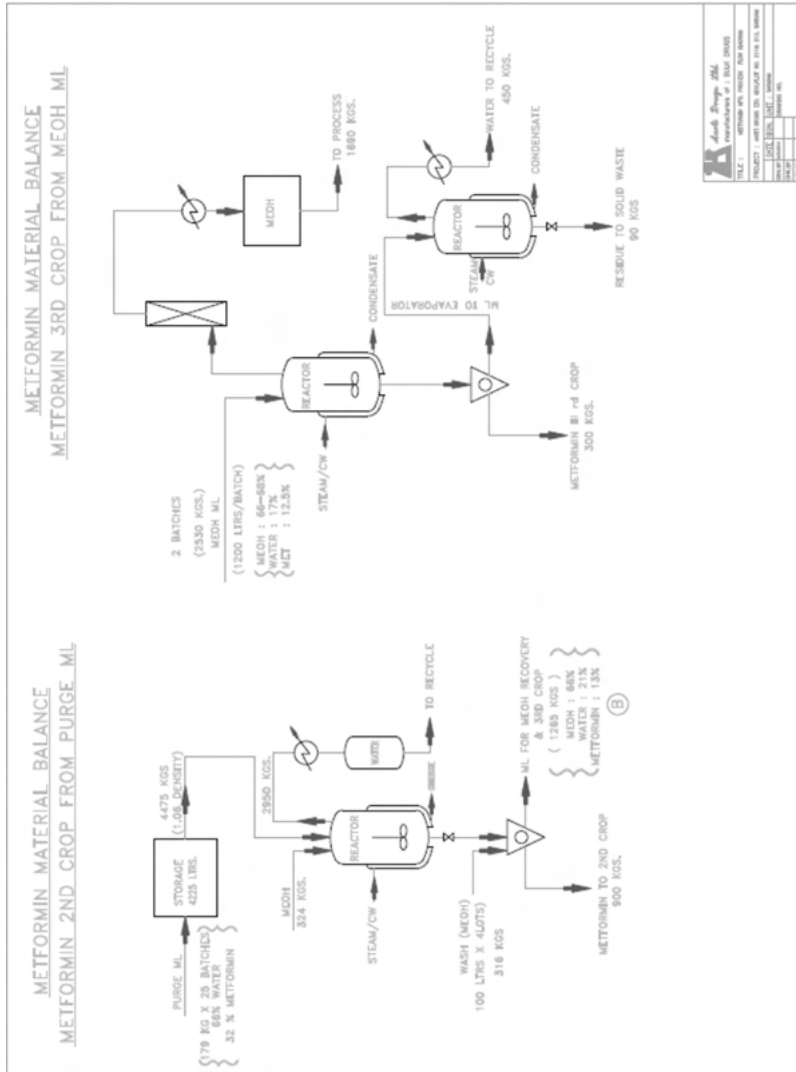 METFORMIN MATERIAL BALANCE
METFORMIN 2ND CROP FROM PURGE ML
PURGE ML
(179 KG X 25 BATCHES)
66% WATER
32 % METFORMIN
STORAGE
4225 LTRS.
4475 KGS
(1.06 DENSITY)
2950 KGS.
MEOH
324 KGS.
STEAM/CW
REACTOR
WATER
TO RECYCLE
WASH (MEOH)
100 LTRS X 4LOTS)
316 KGS
METFORMIN TO 2ND CROP
900 KGS.
ML FOR MEOH RECOVERY
& 3RD CROP
( 1265 KGS )
MEOH : 66%
WATER : 21%
METFORMIN : 13%
B
METFORMIN MATERIAL BALANCE
METFORMIN 3RD CROP FROM MEOH ML
2 BATCHES
(2530 KGS.)
MEOH ML
(1200 LTRS/BATCH)
MEOH : 66-68%
WATER : 17%
MET : 12.5%
STEAM/CW
REACTOR
CONDENSATE
MEOH
TO PROCESS
1690 KGS.
ML TO EVAPORATOR
METFORMIN III rd CROP
300 KGS.
STEAM/
CW
REACTOR
CONDENSATE
WATER TO RECYCLE
450 KGS.
RESIDUE TO SOLID WASTE
90 KGS
Drugs Ltd.
TITLE :
PROJECT :